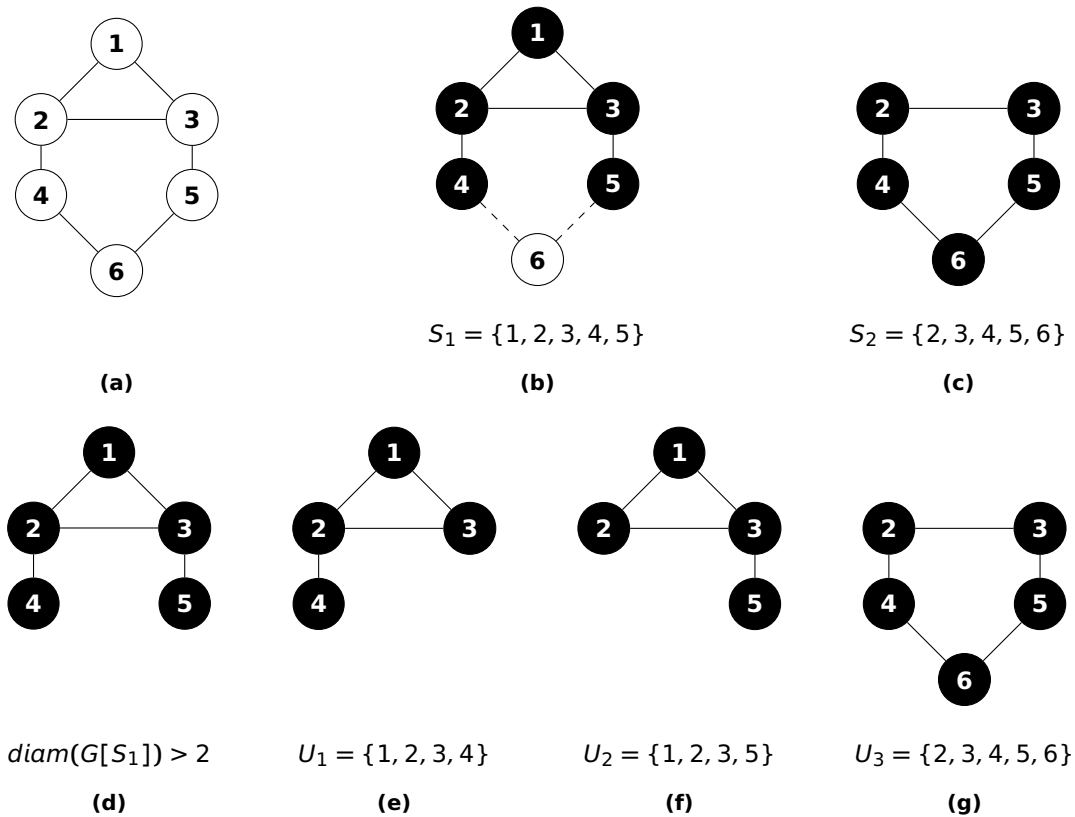 1
2
3
4
5
6
(a)
1
2
3
4
5
6
S₁ = {1, 2, 3, 4, 5}
(b)
2
3
4
5
6
S₂ = {2, 3, 4, 5, 6}
(c)
1
2
3
4
5
diam(G[S₁]) > 2
(d)
1
2
3
4
U₁ = {1, 2, 3, 4}
(e)
1
2
3
5
U₂ = {1, 2, 3, 5}
(f)
2
3
4
5
6
U₃ = {2, 3, 4, 5, 6}
(g)